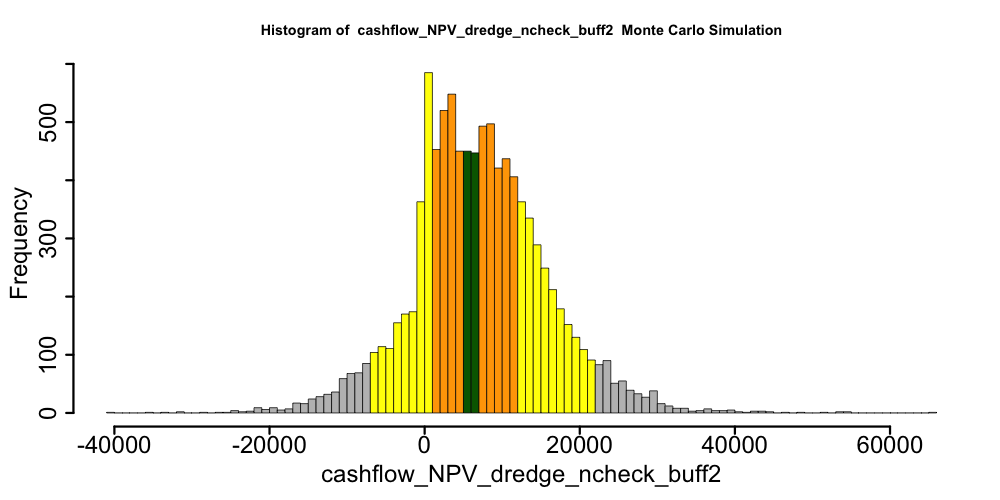 Histogram of  cashflow_NPV_dredge_ncheck_buff2  Monte Carlo Simulation
Frequency
500
300
100
0
-40000 -20000 0 20000 40000 60000
cashflow_NPV_dredge_ncheck_buff2